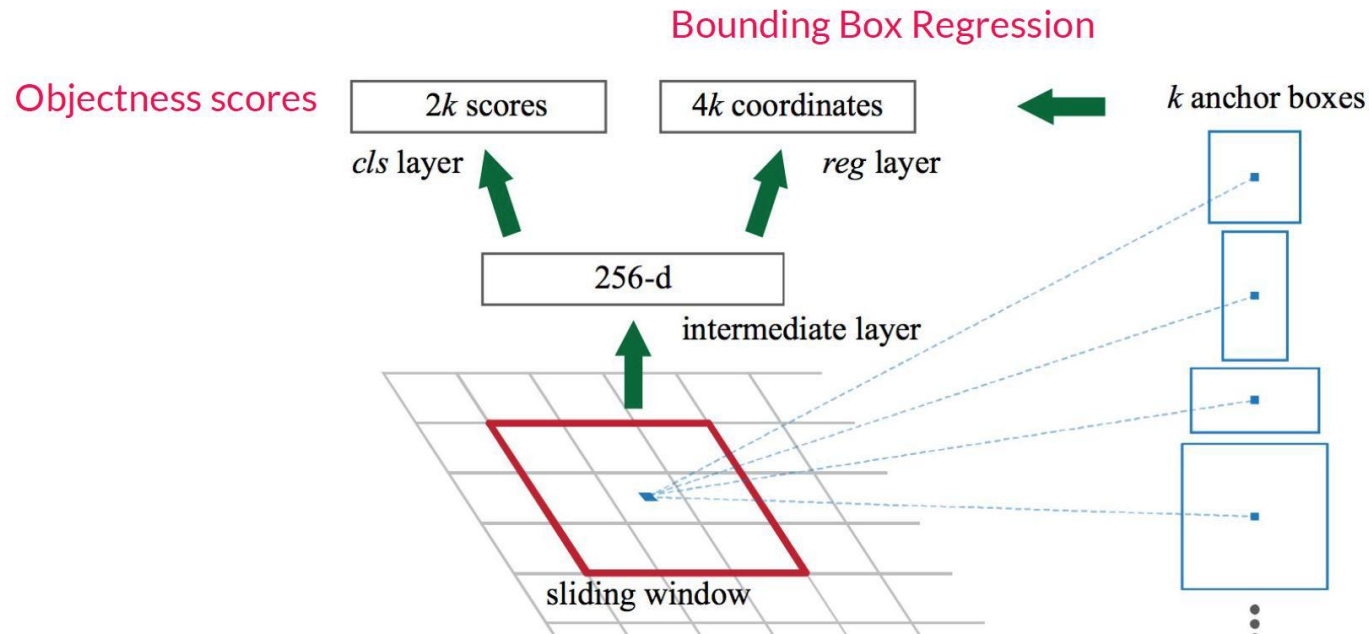 Bounding Box Regression
Objectness scores
2k scores
4k coordinates
k anchor boxes
cls layer
reg layer
256-d
intermediate layer
sliding window